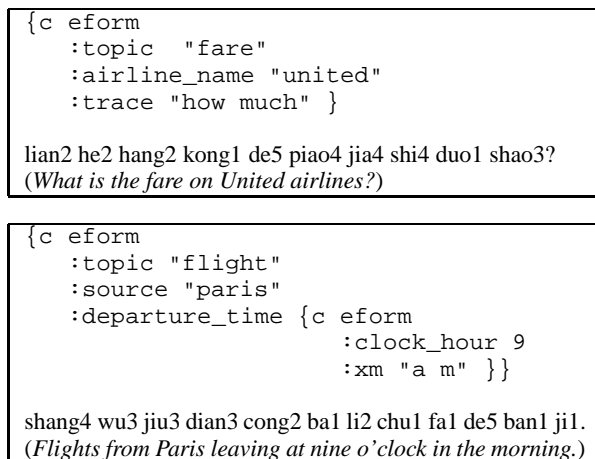 {c eform
:topic "fare"
:airline_name "united"
:trace "how much" }
lian2 he2 hang2 kong1 de5 piao4 jia4 shi4 duo1 shao3?
(What is the fare on United airlines?)
{c eform
:topic "flight"
:source "paris"
:departure_time {c eform
:clock_hour 9
:xm "a m" }}
shang4 wu3 jiu3 dian3 cong2 ba1 li2 chu1 fa1 de5 ban1 ji1.
(Flights from Paris leaving at nine o'clock in the morning.)